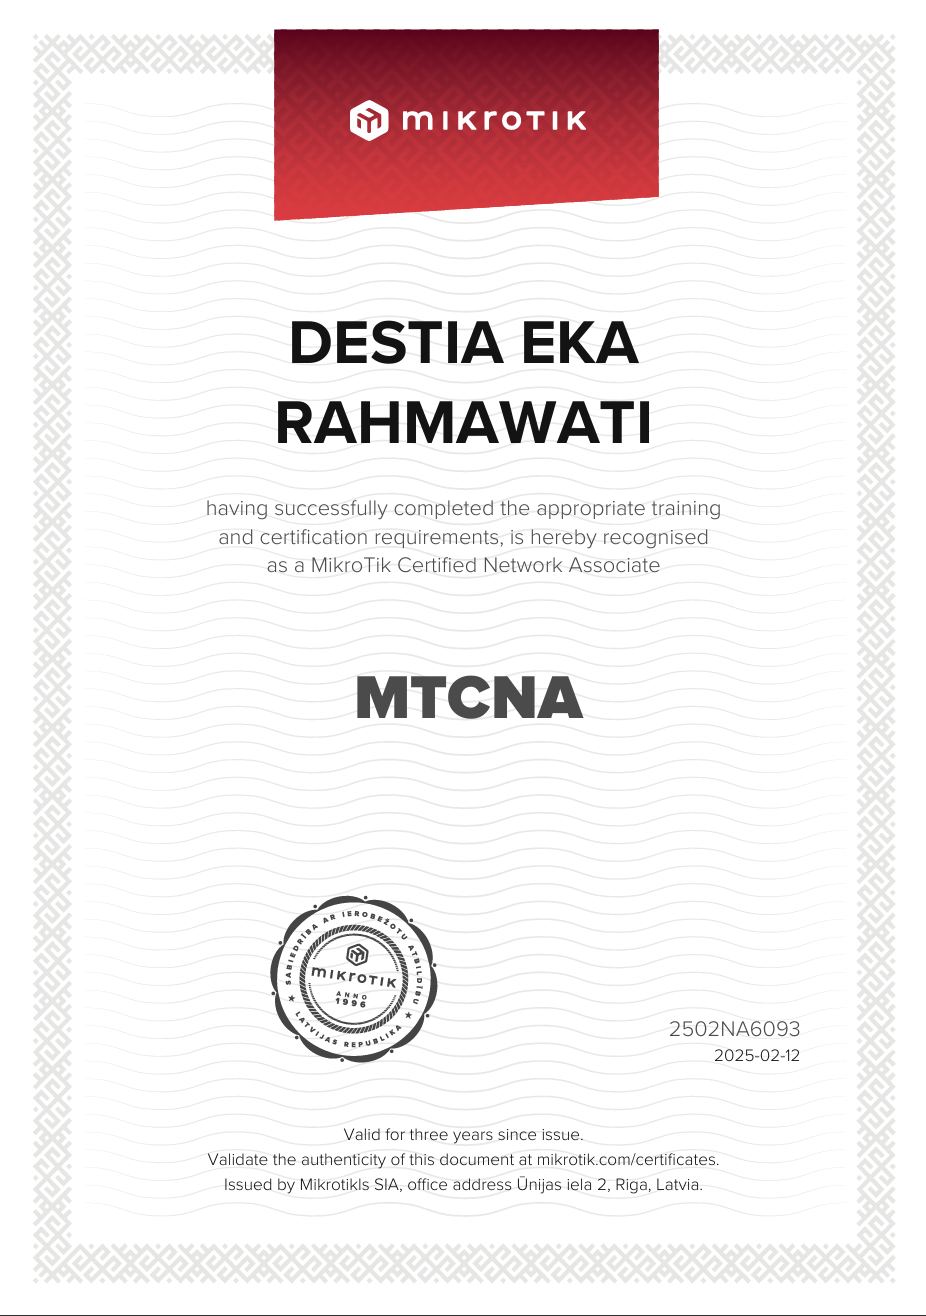 mikrotik
DESTIA EKA
RAHMAWATI
having successfully completed the appropriate training
and certification requirements, is hereby recognised
as a MikroTik Certified Network Associate
MTCNA
SABIEDRĪBA AR IEROBEŽOTU ATBILDĪBU
mikrotik
ANNO
1996
★ LATVIJAS REPUBLIKA ★
2502NA6093
2025-02-12
Valid for three years since issue.
Validate the authenticity of this document at mikrotik.com/certificates.
Issued by Mikrotikls SIA, office address Ūnijas iela 2, Riga, Latvia.